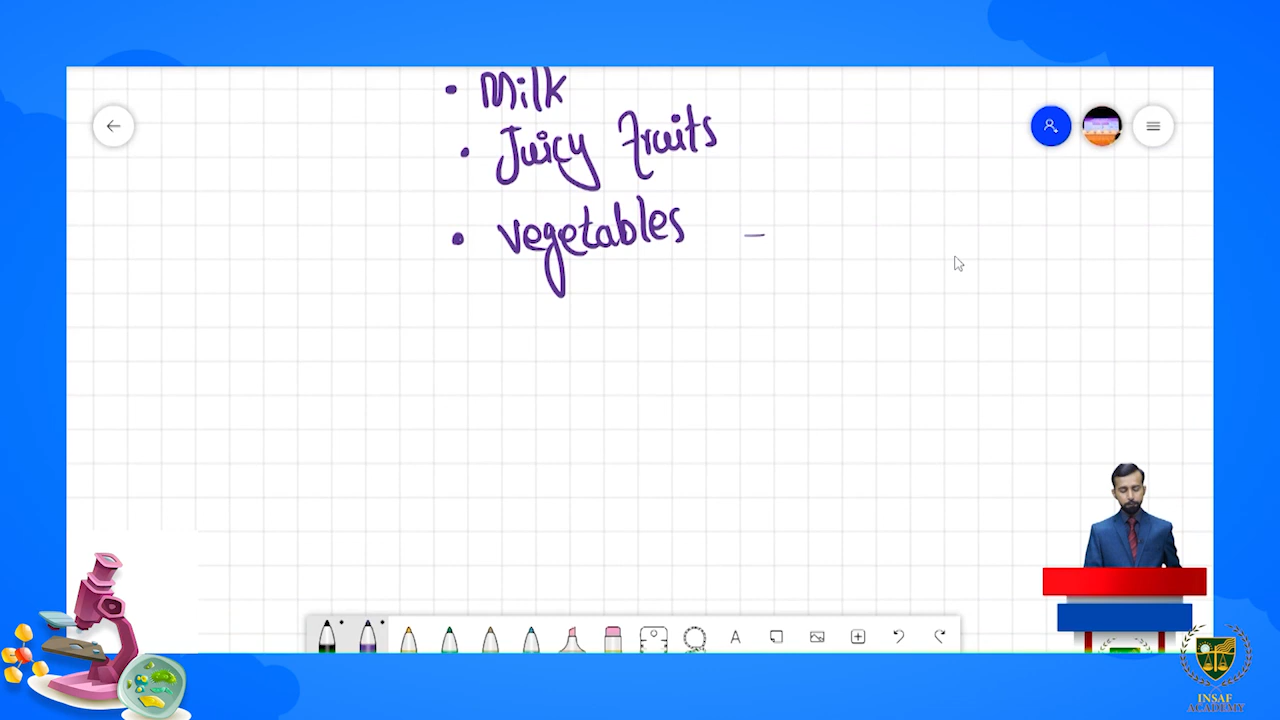 • Milk
• Juicy Fruits
• vegetables –
A
INSAF
ACADEMY